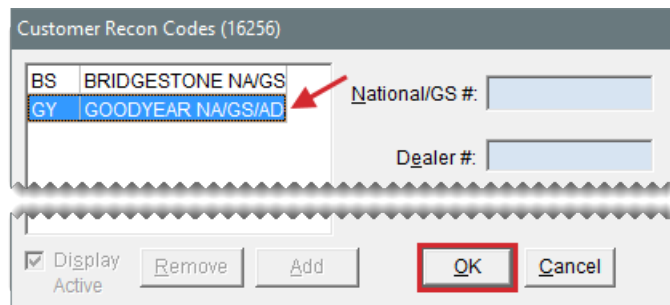 Customer Recon Codes (16256)
BS BRIDGESTONE NA/GS
GY GOODYEAR NA/GS/AD
National/GS #:
Dealer #:
Display Active
Remove
Add
OK
Cancel